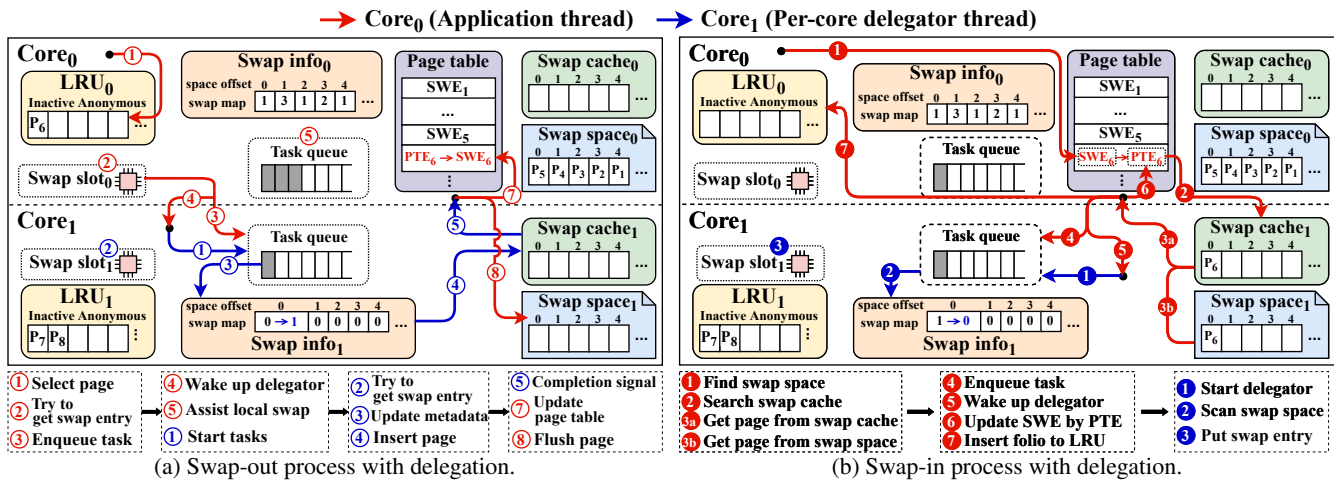 Core0 (Application thread) Core1 (Per-core delegator thread)
Core0
1
LRU0
Inactive Anonymous
P6 ...
Swap info0
0 1 2 3 4
space offset
swap map 1 3 1 2 1 ...
Page table
SWE1
...
SWE5
PTE6 → SWE6
⋮
Swap cache0
0 1 2 3 4
...
Swap space0
0 1 2 3 4
P5 P4 P3 P2 P1 ...
2
Swap slot0
5
Task queue
4
3
7
Core1
2
Swap slot1
1
3
Task queue
5
4
8
Swap cache1
0 1 2 3 4
...
LRU1
Inactive Anonymous
P7 P8 ⋮
space offset 0 1 2 3 4
swap map 0 → 1 0 0 0 0 ...
Swap info1
Swap space1
0 1 2 3 4
...
1 Select page
2 Try to
get swap entry
3 Enqueue task
4 Wake up delegator
5 Assist local swap
1 Start tasks
2 Try to
get swap entry
3 Update metadata
4 Insert page
5 Completion signal
7 Update
page table
8 Flush page
(a) Swap-out process with delegation.
Core0
1
LRU0
Inactive Anonymous
...
Swap info0
0 1 2 3 4
space offset
swap map 1 3 1 2 1 ...
Page table
SWE1
...
SWE5
SWE6 → PTE6
⋮
Swap cache0
0 1 2 3 4
...
Swap space0
0 1 2 3 4
P5 P4 P3 P2 P1 ...
7
Task queue
Swap slot0
6
2
Core1
3
Swap slot1
Task queue
4
5
3a
2
1
Swap cache1
0 1 2 3 4
P6 ...
3b
LRU1
Inactive Anonymous
P7 P8 ⋮
space offset 0 1 2 3 4
swap map 1 → 0 0 0 0 0 ...
Swap info1
Swap space1
0 1 2 3 4
P6 ...
1 Find swap space
2 Search swap cache
3a Get page from swap cache
3b Get page from swap space
4 Enqueue task
5 Wake up delegator
6 Update SWE by PTE
7 Insert folio to LRU
1 Start delegator
2 Scan swap space
3 Put swap entry
(b) Swap-in process with delegation.